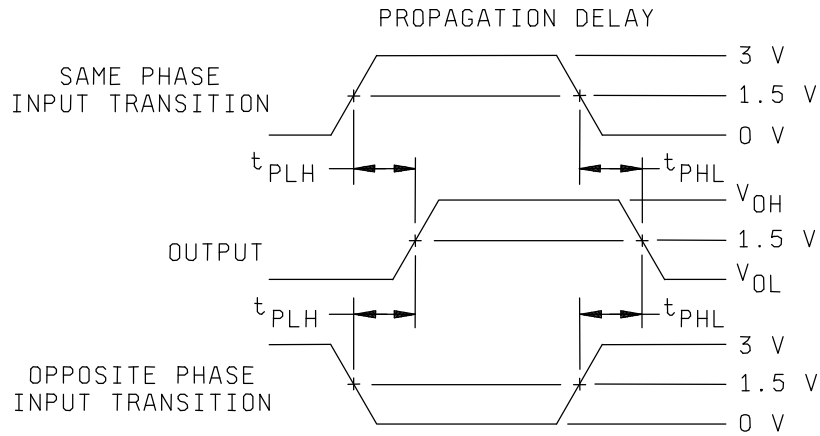 PROPAGATION DELAY
SAME PHASE
INPUT TRANSITION
3 V
1.5 V
0 V
tPLH
tPHL
OUTPUT
VOH
1.5 V
VOL
tPLH
tPHL
OPPOSITE PHASE
INPUT TRANSITION
3 V
1.5 V
0 V